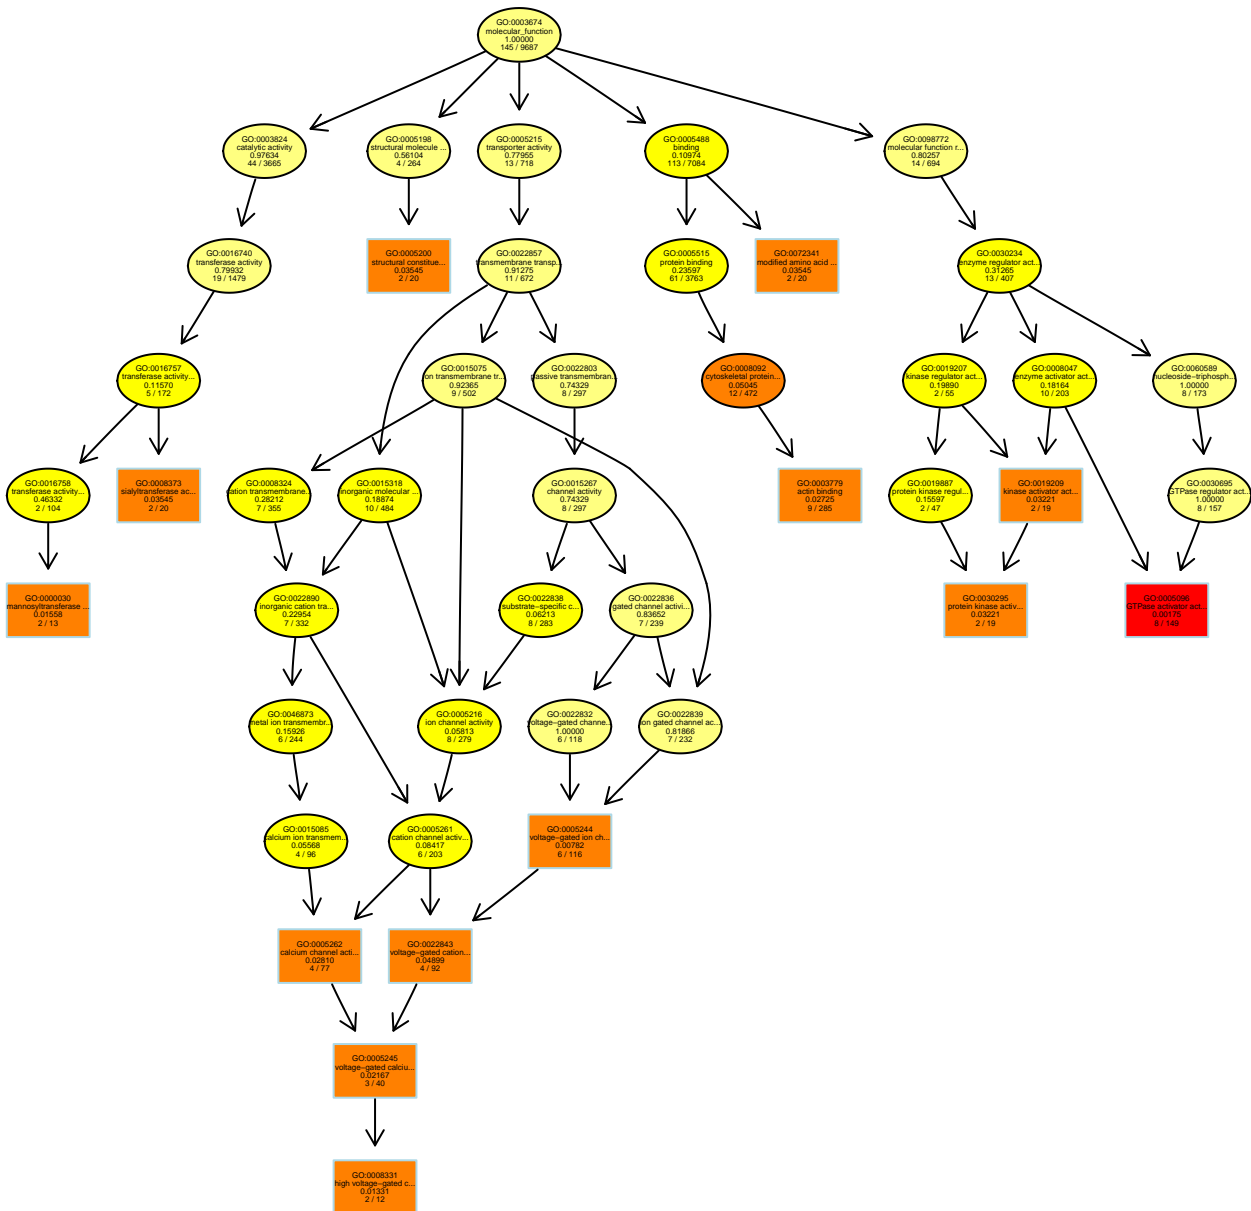 GO:0003674
molecular_function
1.00000
145 / 9687
GO:0003824
catalytic activity
0.97634
44 / 3665
GO:0005198
structural molecule ...
0.56104
4 / 264
GO:0005215
transporter activity
0.77955
13 / 718
GO:0005488
binding
0.10974
113 / 7084
GO:0098772
molecular function r...
0.80257
14 / 694
GO:0016740
transferase activity
0.79932
19 / 1479
GO:0005200
structural constitue...
0.03545
2 / 20
GO:0022857
transmembrane transp...
0.91275
11 / 672
GO:0005515
protein binding
0.23597
61 / 3763
GO:0072341
modified amino acid ...
0.03545
2 / 20
GO:0030234
enzyme regulator act...
0.31265
13 / 407
GO:0016757
transferase activity...
0.11570
5 / 172
GO:0015075
ion transmembrane tr...
0.92365
9 / 502
GO:0022803
passive transmembran...
0.74329
8 / 297
GO:0008092
cytoskeletal protein...
0.05045
12 / 472
GO:0019207
kinase regulator act...
0.19890
2 / 55
GO:0008047
enzyme activator act...
0.18164
10 / 203
GO:0060589
nucleoside−triphosph...
1.00000
8 / 173
GO:0016758
transferase activity...
0.46332
2 / 104
GO:0008373
sialyltransferase ac...
0.03545
2 / 20
GO:0008324
cation transmembrane...
0.28212
7 / 355
GO:0015318
inorganic molecular ...
0.18874
10 / 484
GO:0015267
channel activity
0.74329
8 / 297
GO:0003779
actin binding
0.02725
9 / 285
GO:0019887
protein kinase regul...
0.15597
2 / 47
GO:0019209
kinase activator act...
0.03221
2 / 19
GO:0030695
GTPase regulator act...
1.00000
8 / 157
GO:0000030
mannosyltransferase ...
0.01558
2 / 13
GO:0022890
inorganic cation tra...
0.22954
7 / 332
GO:0022838
substrate−specific c...
0.06213
8 / 283
GO:0022836
gated channel activi...
0.83652
7 / 239
GO:0030295
protein kinase activ...
0.03221
2 / 19
GO:0005096
GTPase activator act...
0.00175
8 / 149
GO:0046873
metal ion transmembr...
0.15926
6 / 244
GO:0005216
ion channel activity
0.05813
8 / 279
GO:0022832
voltage−gated channe...
1.00000
6 / 118
GO:0022839
ion gated channel ac...
0.81866
7 / 232
GO:0015085
calcium ion transmem...
0.05568
4 / 96
GO:0005261
cation channel activ...
0.08417
6 / 203
GO:0005244
voltage−gated ion ch...
0.00782
6 / 116
GO:0005262
calcium channel acti...
0.02810
4 / 77
GO:0022843
voltage−gated cation...
0.04899
4 / 92
GO:0005245
voltage−gated calciu...
0.02167
3 / 40
GO:0008331
high voltage−gated c...
0.01331
2 / 12